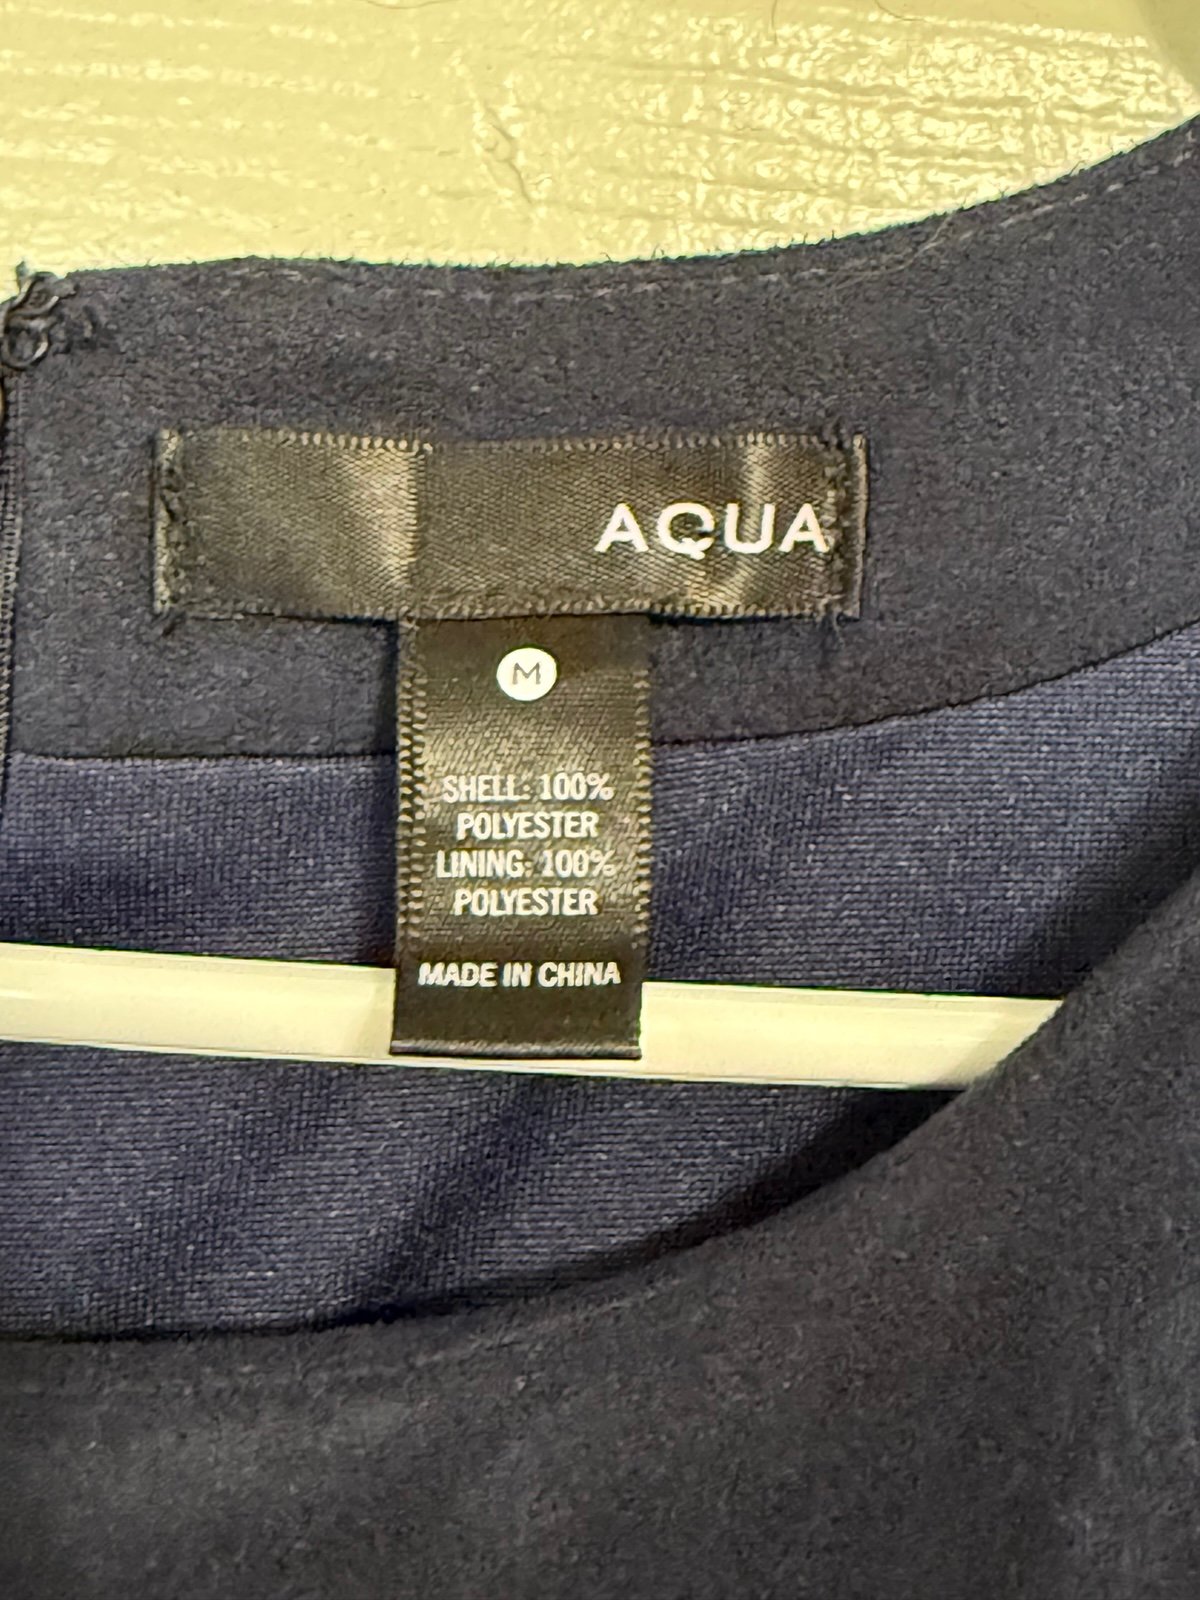 AQUA
M
SHELL: 100%
POLYESTER
LINING: 100%
POLYESTER
MADE IN CHINA